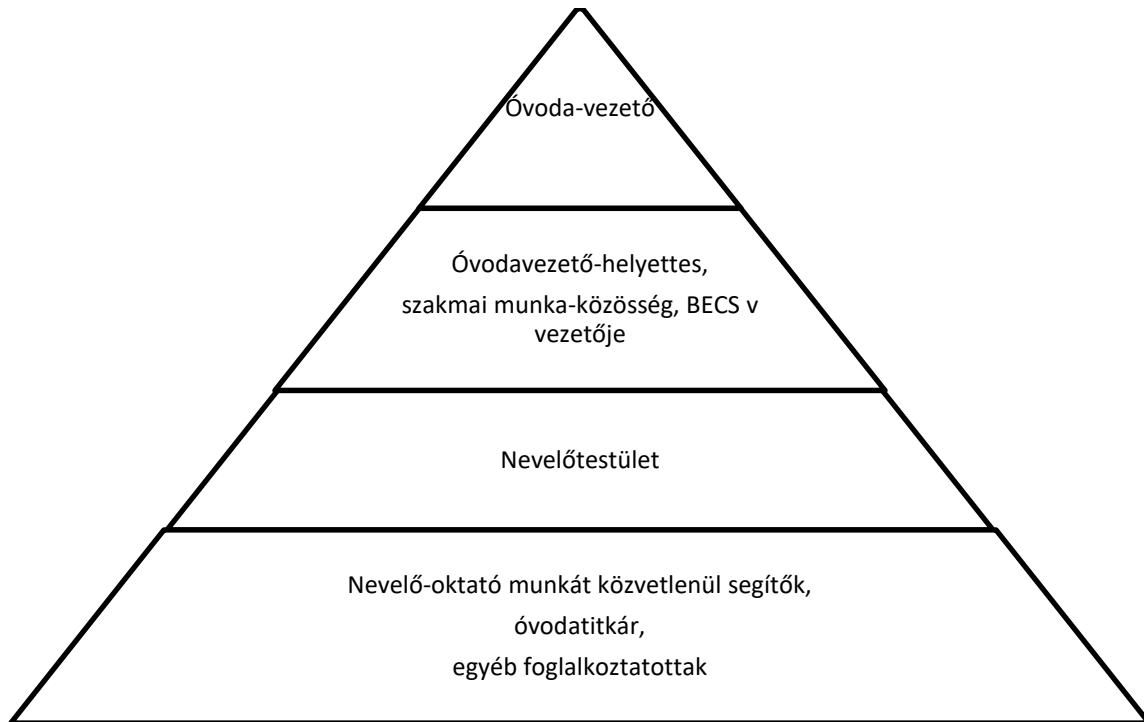 Óvoda-vezető
Óvodavezető-helyettes,
szakmai munka-közösség, BECS v
vezetője
Nevelőtestület
Nevelő-oktató munkát közvetlenül segítők,
óvodatitkár,
egyéb foglalkoztatottak